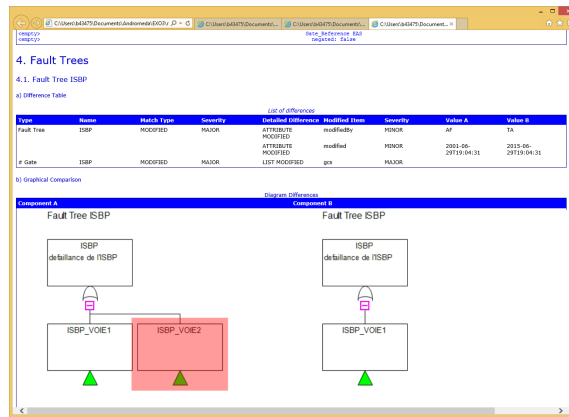 C:\Users\b43475\Documents\Andromeda\EXO3\r
C:\Users\b43475\Documents\...
C:\Users\b43475\Documents\...
C:\Users\b43475\Document...
<empty>
Gate_Reference EAS
<empty>
negated: false
4. Fault Trees
4.1. Fault Tree ISBP
a) Difference Table
List of differences
Type Name Match Type Severity Detailed Difference Modified Item Severity Value A Value B
Fault Tree ISBP MODIFIED MAJOR ATTRIBUTE MODIFIED modifiedBy MINOR AF TA
ATTRIBUTE MODIFIED modified MINOR 2001-06-29T19:04:31 2015-06-29T19:04:31
# Gate ISBP MODIFIED MAJOR LIST MODIFIED gcs MAJOR
b) Graphical Comparison
Diagram Differences
Component A Component B
Fault Tree ISBP Fault Tree ISBP
ISBP ISBP
defaillance de l'ISBP defaillance de l'ISBP
ISBP_VOIE1 ISBP_VOIE2 ISBP_VOIE1